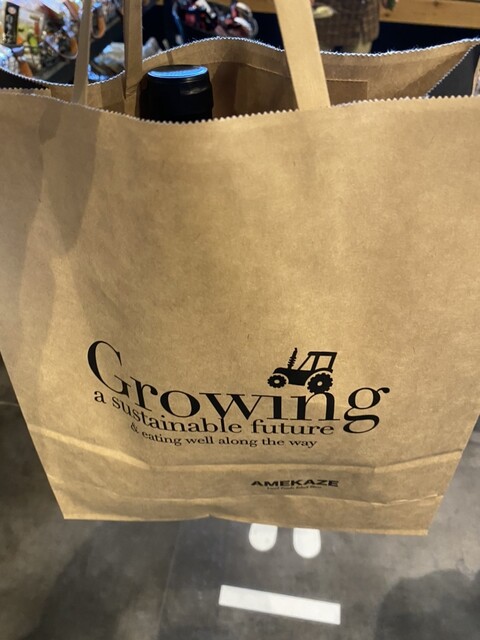 Growing
a sustainable future
& eating well along the way
AMEKAZE